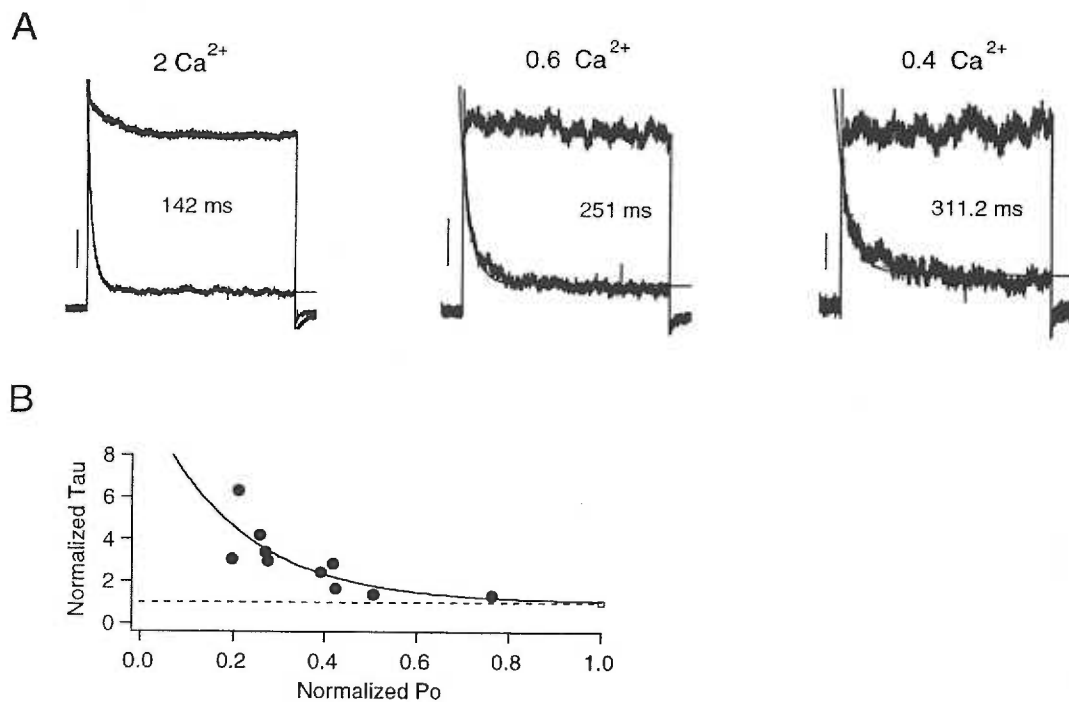 A
2 Ca²⁺
0.6 Ca²⁺
0.4 Ca²⁺
142 ms
251 ms
311.2 ms
B
Normalized Tau
8
6
4
2
0
0.0 0.2 0.4 0.6 0.8 1.0
Normalized Po